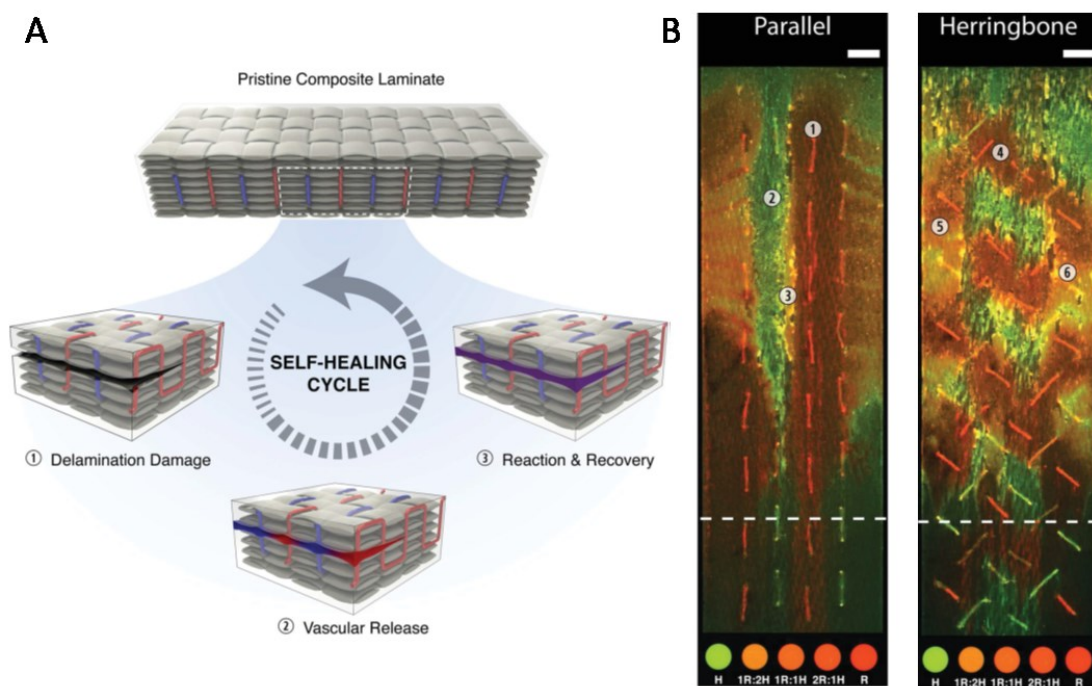 A
Pristine Composite Laminate
SELF-HEALING
CYCLE
① Delamination Damage
③ Reaction & Recovery
② Vascular Release
B
Parallel
①
②
③
H 1R:2H 1R:1H 2R:1H R
Herringbone
④
⑤
⑥
H 1R:2H 1R:1H 2R:1H R